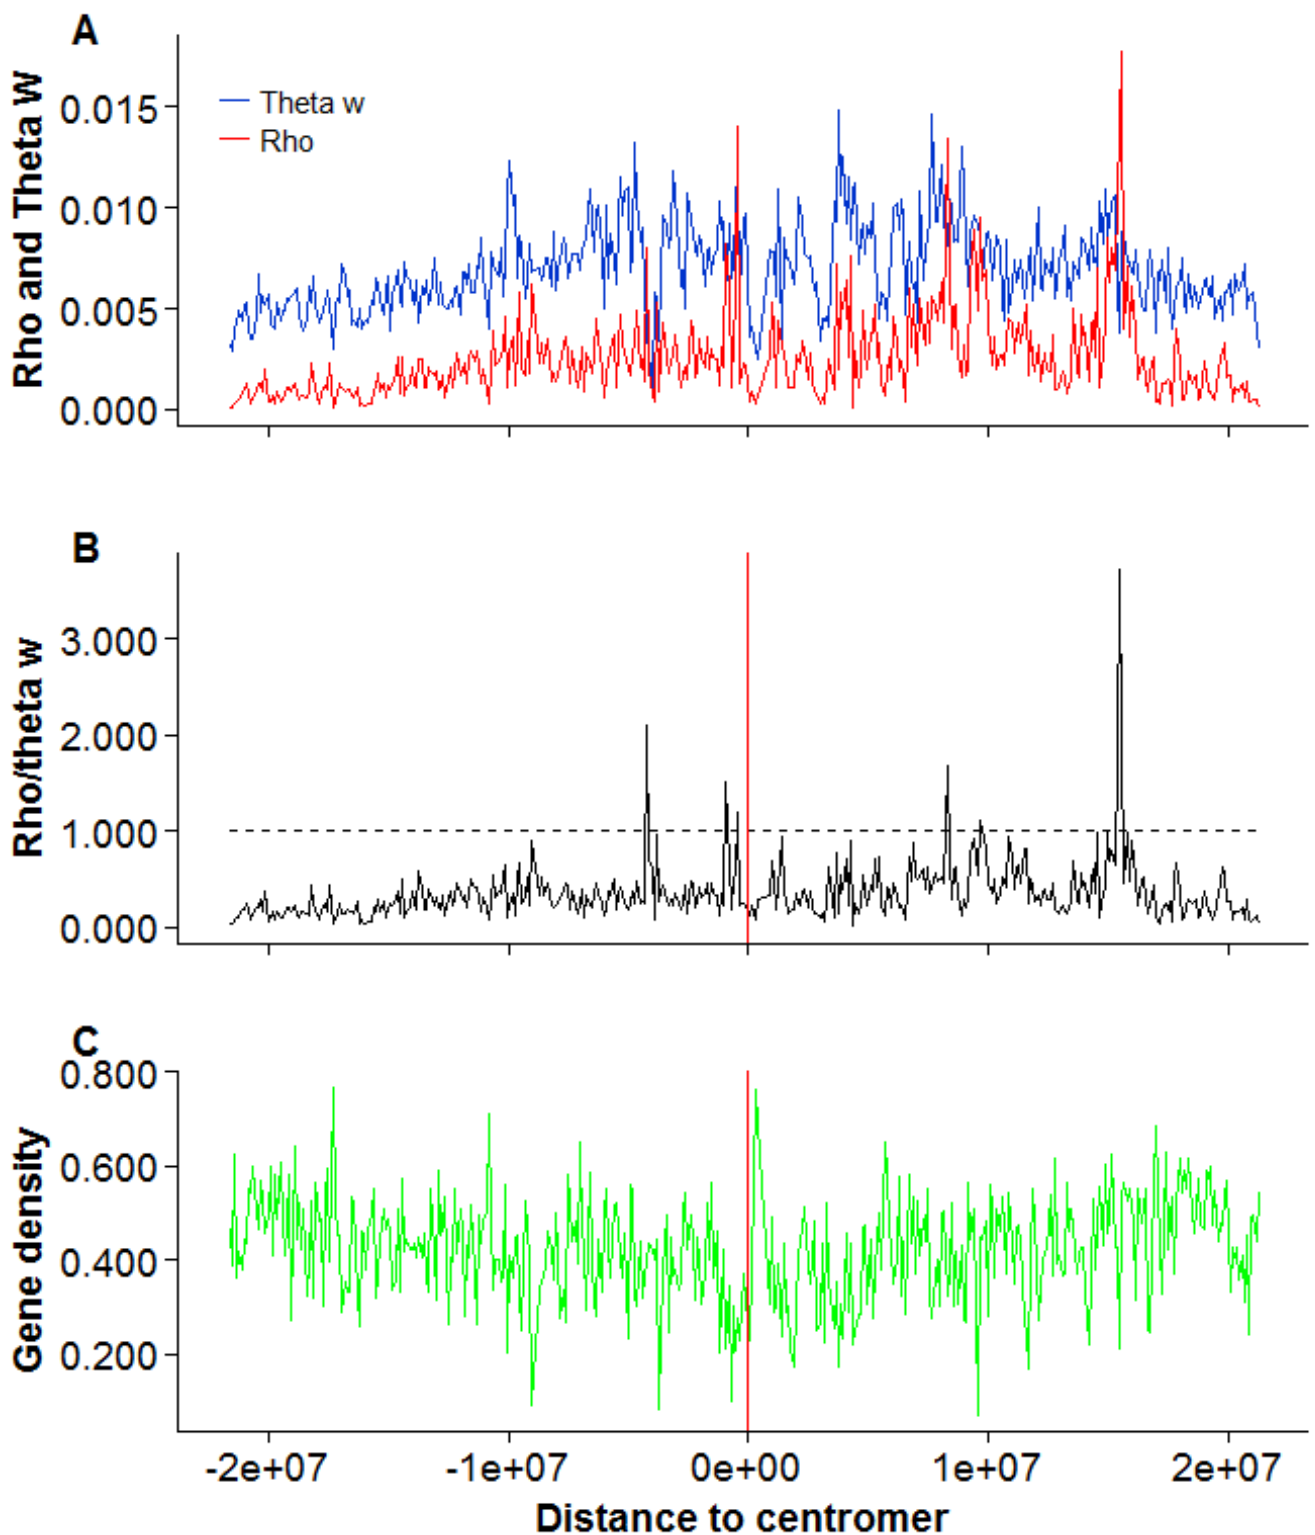 A
Rho and Theta W
0.015
0.010
0.005
0.000
Theta w
Rho
B
Rho/theta w
3.000
2.000
1.000
0.000
C
Gene density
0.800
0.600
0.400
0.200
-2e+07 -1e+07 0e+00 1e+07 2e+07
Distance to centromer